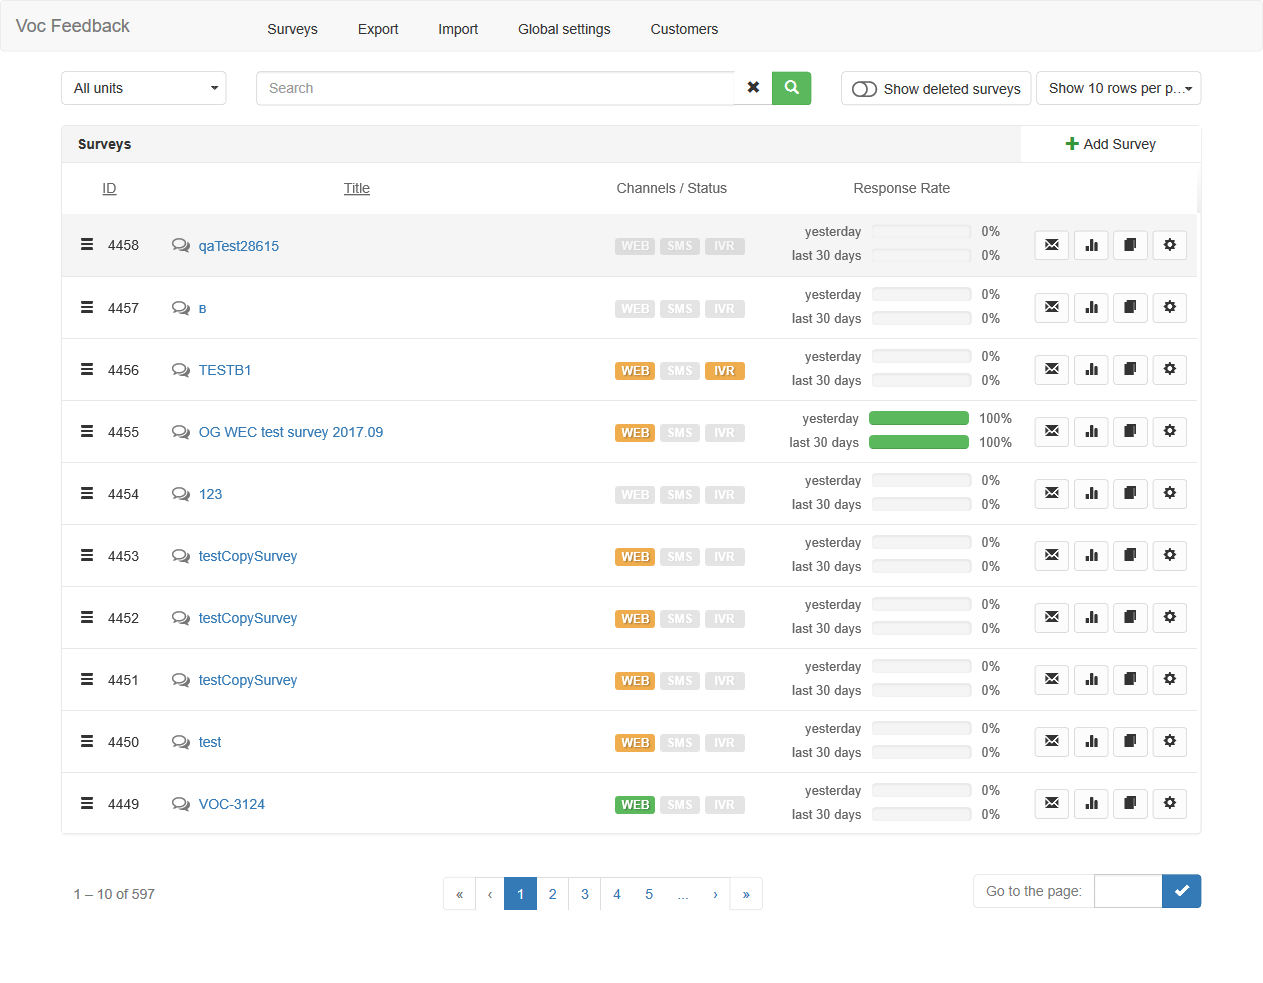 Voc Feedback Surveys Export Import Global settings Customers
All units Search Show deleted surveys Show 10 rows per p...
Surveys Add Survey
ID Title Channels / Status Response Rate
4458 qaTest28615 WEB SMS IVR yesterday 0%
last 30 days 0%
4457 в WEB SMS IVR yesterday 0%
last 30 days 0%
4456 TESTB1 WEB SMS IVR yesterday 0%
last 30 days 0%
4455 OG WEC test survey 2017.09 WEB SMS IVR yesterday 100%
last 30 days 100%
4454 123 WEB SMS IVR yesterday 0%
last 30 days 0%
4453 testCopySurvey WEB SMS IVR yesterday 0%
last 30 days 0%
4452 testCopySurvey WEB SMS IVR yesterday 0%
last 30 days 0%
4451 testCopySurvey WEB SMS IVR yesterday 0%
last 30 days 0%
4450 test WEB SMS IVR yesterday 0%
last 30 days 0%
4449 VOC-3124 WEB SMS IVR yesterday 0%
last 30 days 0%
1 – 10 of 597 « ‹ 1 2 3 4 5 ... › » Go to the page: